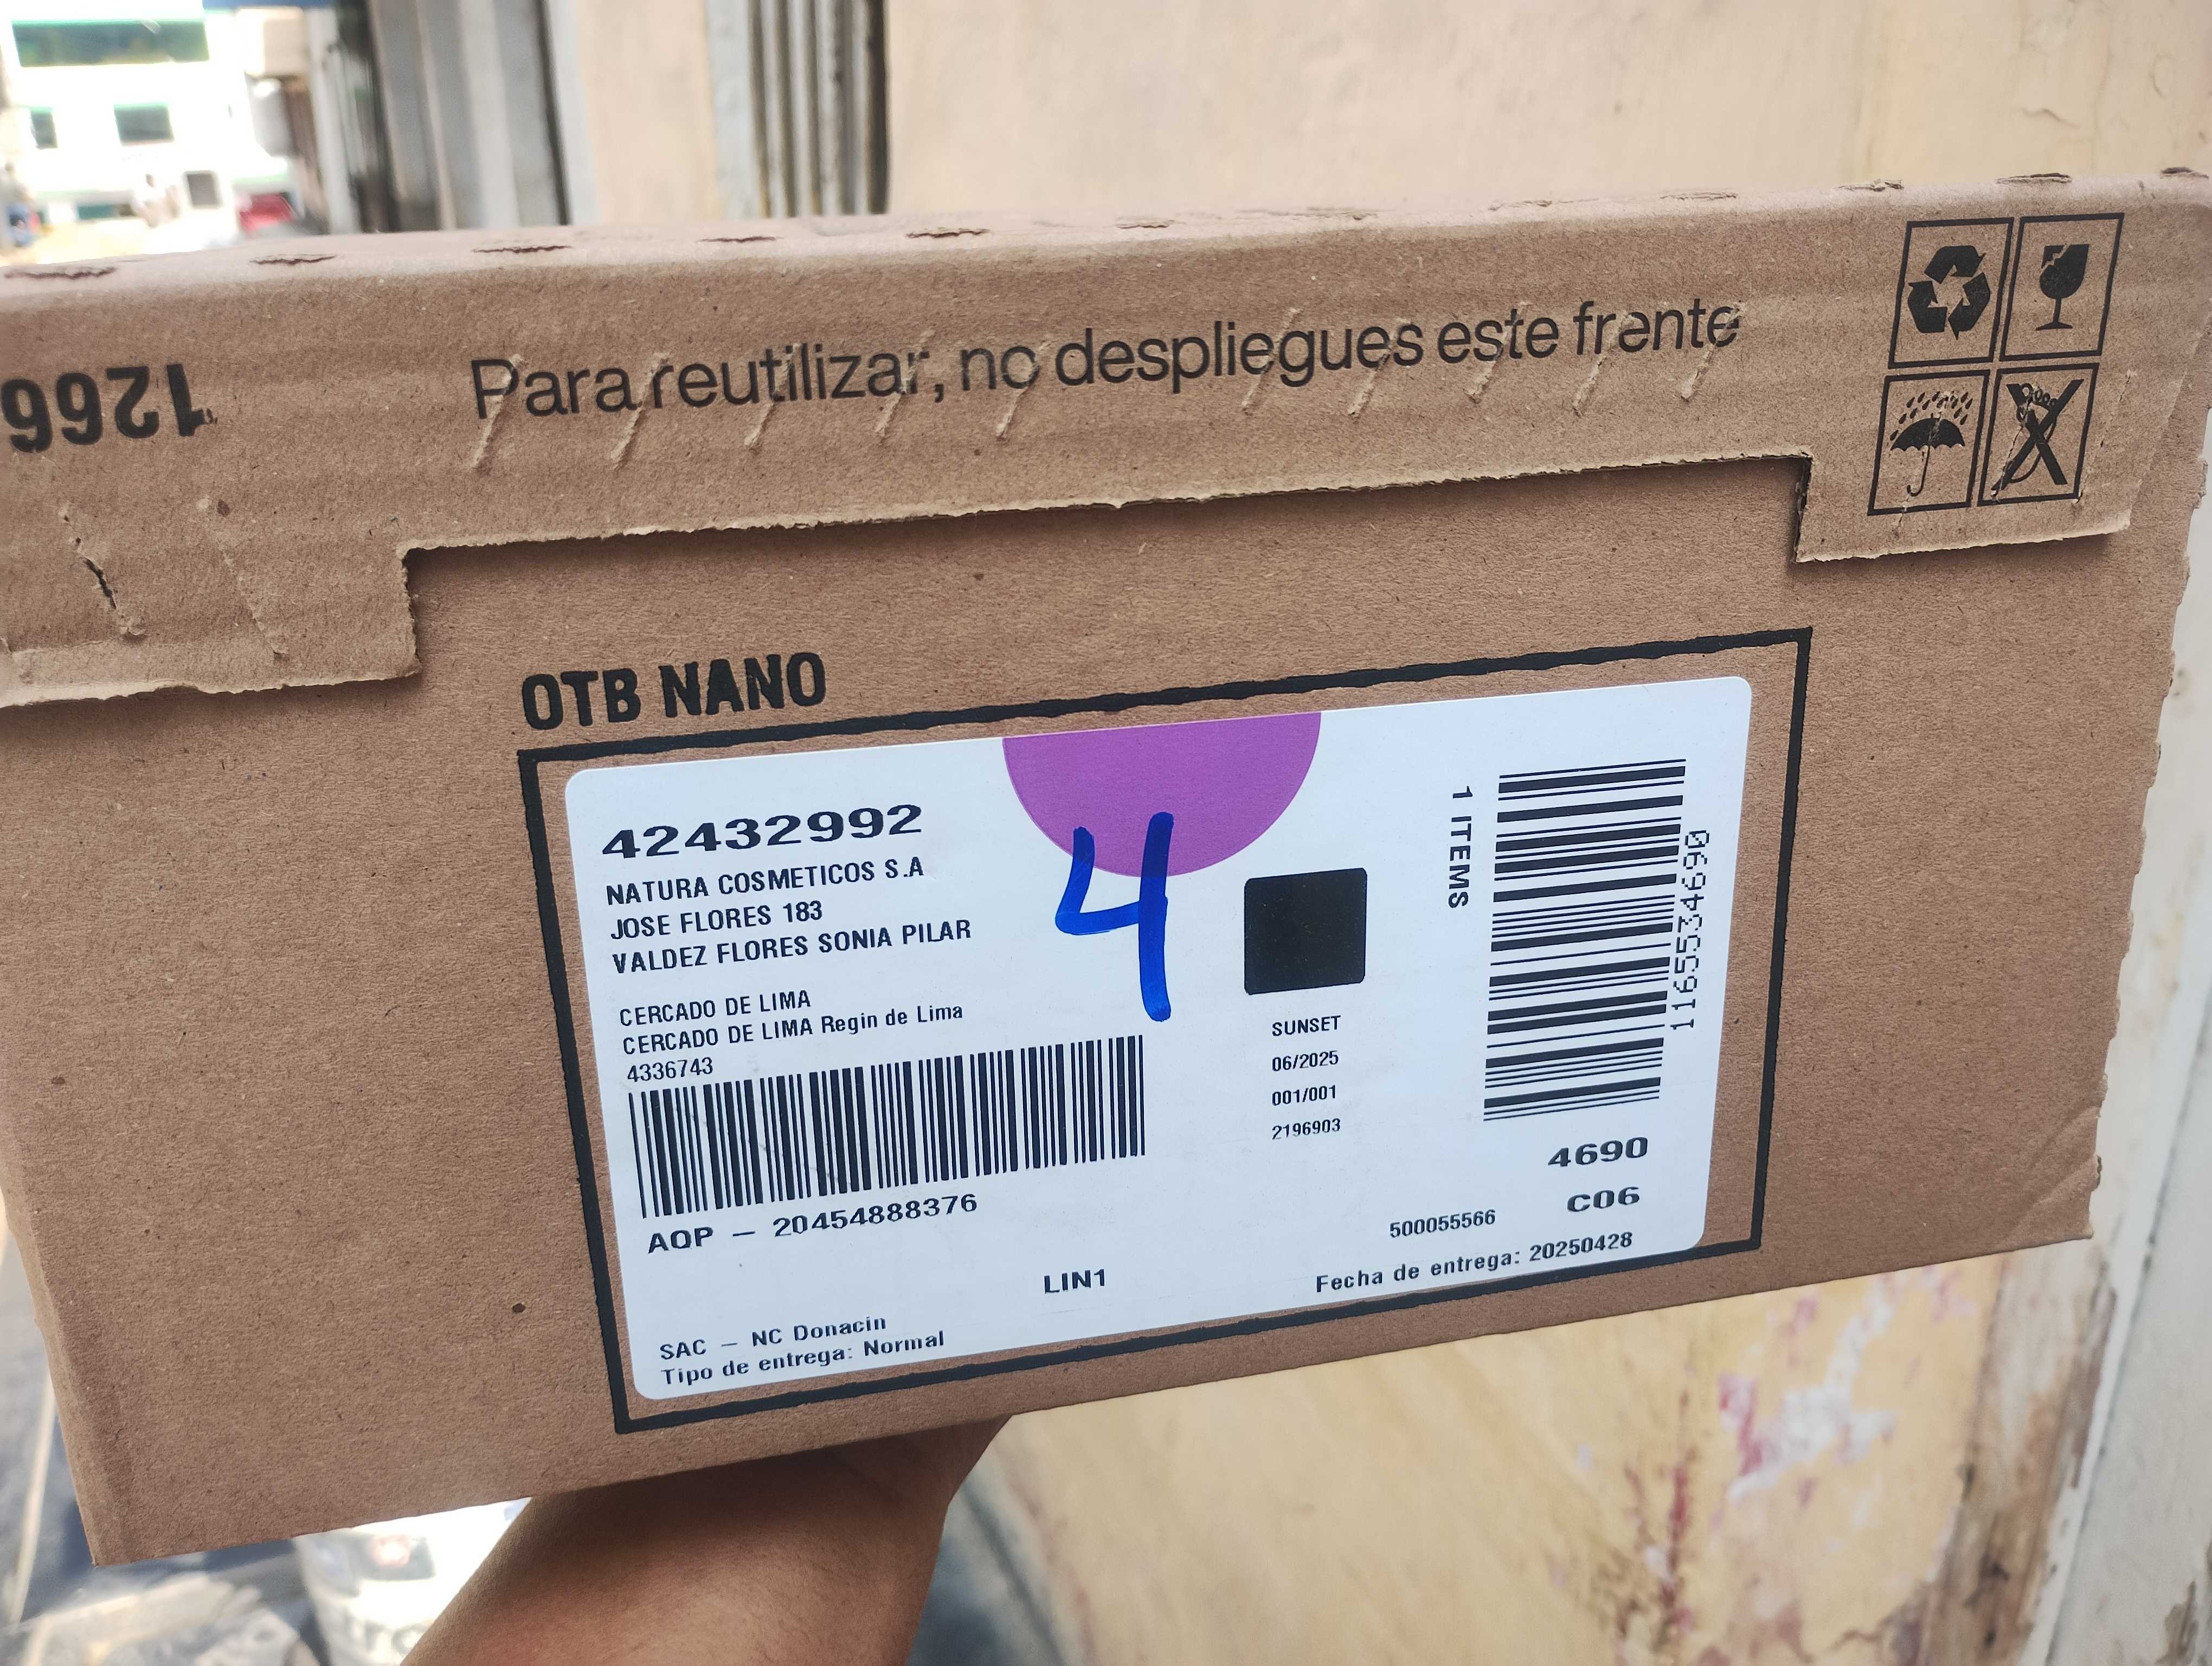 1266
Para reutilizar, no despliegues este frente
OTB NANO
42432992
NATURA COSMETICOS S.A
JOSE FLORES 183
VALDEZ FLORES SONIA PILAR
CERCADO DE LIMA
CERCADO DE LIMA Regin de Lima
4336743
AQP - 20454888376
LIN1
SAC - NC Donacin
Tipo de entrega: Normal
4
SUNSET
06/2025
001/001
2196903
1 ITEMS
1165534690
4690
C06
500055566
Fecha de entrega: 20250428